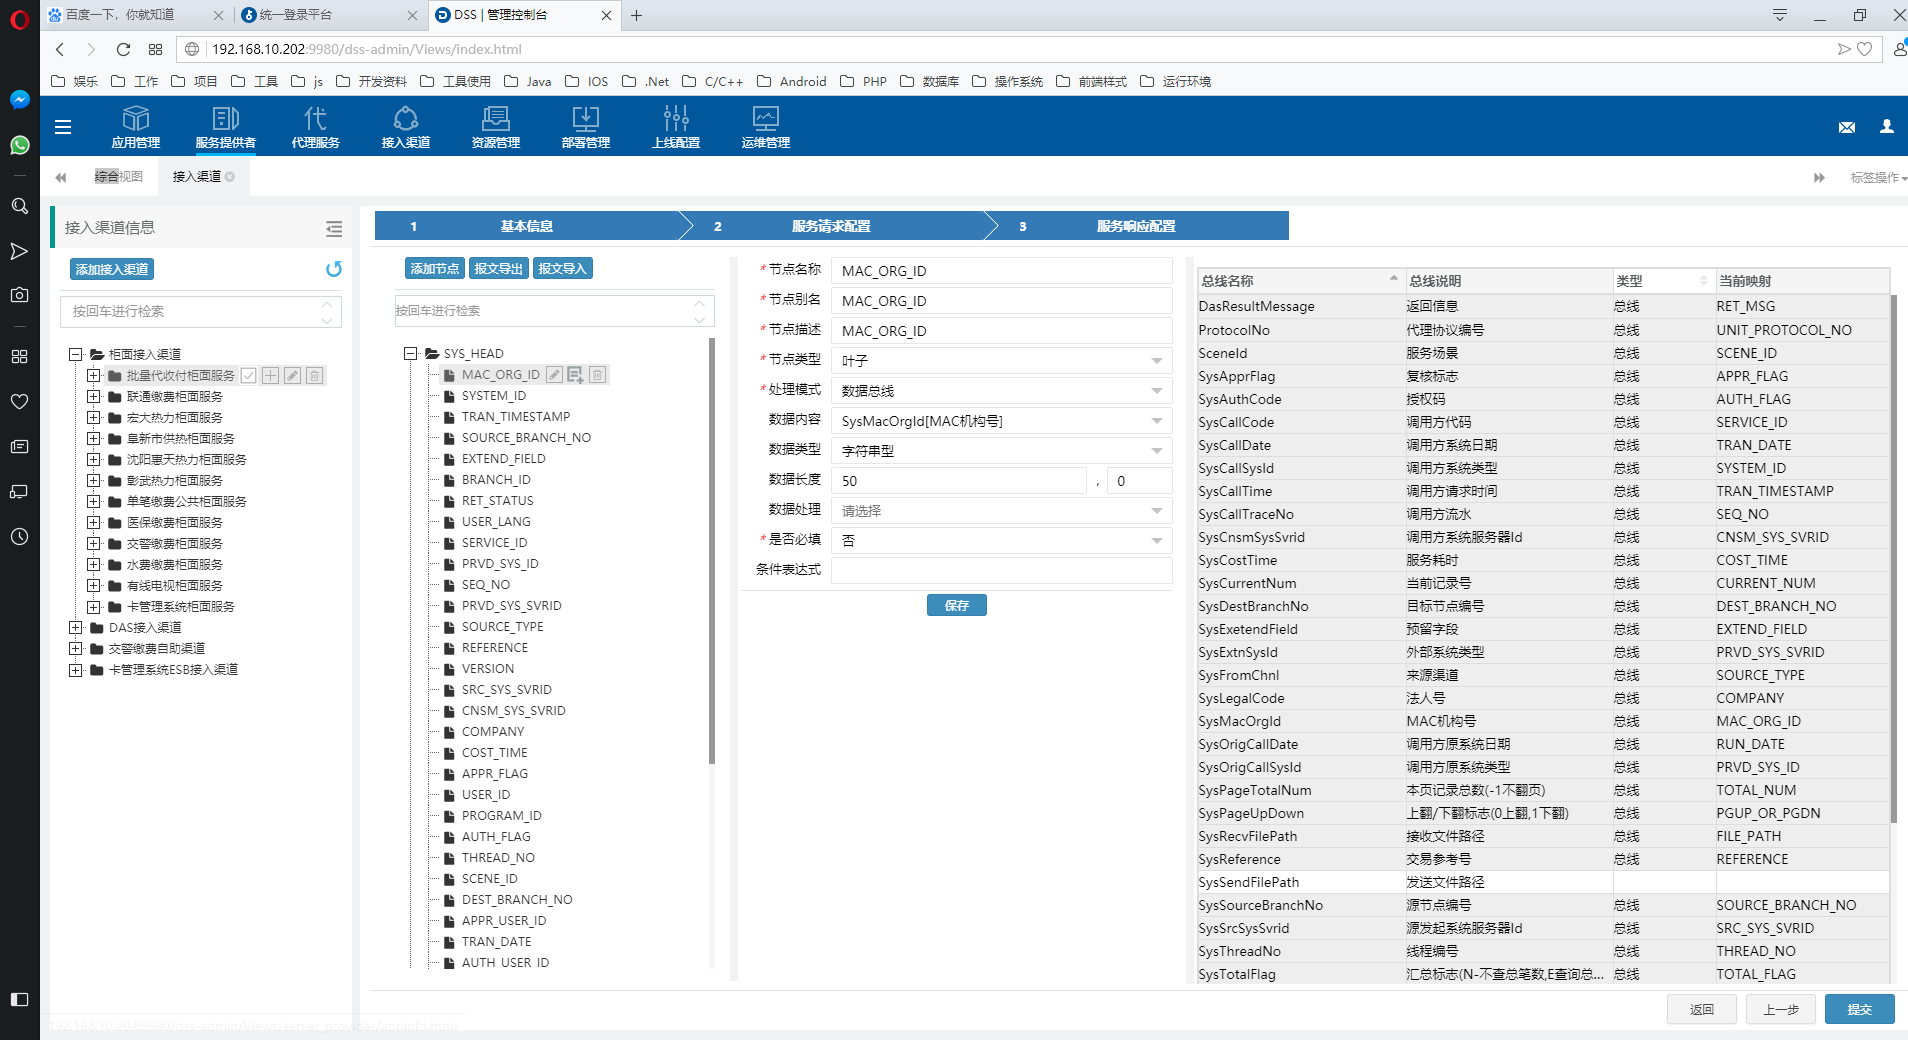 百度一下，你就知道
统一登录平台
DSS | 管理控制台
192.168.10.202:9980/dss-admin/Views/index.html
娱乐 工作 项目 工具 js 开发资料 工具使用 Java IOS .Net C/C++ Android PHP 数据库 操作系统 前端样式 运行环境
应用管理 服务提供者 代理服务 接入渠道 资源管理 部署管理 上线配置 运维管理
综合视图 接入渠道 标签操作
接入渠道信息
添加接入渠道
按回车进行检索
柜面接入渠道
批量代收付柜面服务
联通缴费柜面服务
宏大热力柜面服务
阜新市供热柜面服务
沈阳惠天热力柜面服务
彰武热力柜面服务
单笔缴费公共柜面服务
医保缴费柜面服务
交警缴费柜面服务
水费缴费柜面服务
有线电视柜面服务
卡管理系统柜面服务
DAS接入渠道
交警缴费自助渠道
卡管理系统ESB接入渠道
1 基本信息 2 服务请求配置 3 服务响应配置
添加节点 报文导出 报文导入
按回车进行检索
SYS_HEAD
MAC_ORG_ID
SYSTEM_ID
TRAN_TIMESTAMP
SOURCE_BRANCH_NO
EXTEND_FIELD
BRANCH_ID
RET_STATUS
USER_LANG
SERVICE_ID
PRVD_SYS_ID
SEQ_NO
PRVD_SYS_SVRID
SOURCE_TYPE
REFERENCE
VERSION
SRC_SYS_SVRID
CNSM_SYS_SVRID
COMPANY
COST_TIME
APPR_FLAG
USER_ID
PROGRAM_ID
AUTH_FLAG
THREAD_NO
SCENE_ID
DEST_BRANCH_NO
APPR_USER_ID
TRAN_DATE
AUTH_USER_ID
* 节点名称 MAC_ORG_ID
* 节点别名 MAC_ORG_ID
* 节点描述 MAC_ORG_ID
* 节点类型 叶子
* 处理模式 数据总线
数据内容 SysMacOrgId[MAC机构号]
数据类型 字符串型
数据长度 50 , 0
数据处理 请选择
* 是否必填 否
条件表达式
保存
总线名称 总线说明 类型 当前映射
DasResultMessage 返回信息 总线 RET_MSG
ProtocolNo 代理协议编号 总线 UNIT_PROTOCOL_NO
SceneId 服务场景 总线 SCENE_ID
SysApprFlag 复核标志 总线 APPR_FLAG
SysAuthCode 授权码 总线 AUTH_FLAG
SysCallCode 调用方代码 总线 SERVICE_ID
SysCallDate 调用方系统日期 总线 TRAN_DATE
SysCallSysId 调用方系统类型 总线 SYSTEM_ID
SysCallTime 调用方请求时间 总线 TRAN_TIMESTAMP
SysCallTraceNo 调用方流水 总线 SEQ_NO
SysCnsmSysSvrid 调用方系统服务器Id 总线 CNSM_SYS_SVRID
SysCostTime 服务耗时 总线 COST_TIME
SysCurrentNum 当前记录号 总线 CURRENT_NUM
SysDestBranchNo 目标节点编号 总线 DEST_BRANCH_NO
SysExetendField 预留字段 总线 EXTEND_FIELD
SysExtnSysId 外部系统类型 总线 PRVD_SYS_SVRID
SysFromChnl 来源渠道 总线 SOURCE_TYPE
SysLegalCode 法人号 总线 COMPANY
SysMacOrgId MAC机构号 总线 MAC_ORG_ID
SysOrigCallDate 调用方原系统日期 总线 RUN_DATE
SysOrigCallSysId 调用方原系统类型 总线 PRVD_SYS_ID
SysPageTotalNum 本页记录总数(-1不翻页) 总线 TOTAL_NUM
SysPageUpDown 上翻/下翻标志(0上翻,1下翻) 总线 PGUP_OR_PGDN
SysRecvFilePath 接收文件路径 总线 FILE_PATH
SysReference 交易参考号 总线 REFERENCE
SysSendFilePath 发送文件路径
SysSourceBranchNo 源节点编号 总线 SOURCE_BRANCH_NO
SysSrcSysSvrid 源发起系统服务器Id 总线 SRC_SYS_SVRID
SysThreadNo 线程编号 总线 THREAD_NO
SysTotalFlag 汇总标志(N-不查总笔数,E查询总... 总线 TOTAL_FLAG
返回 上一步 提交